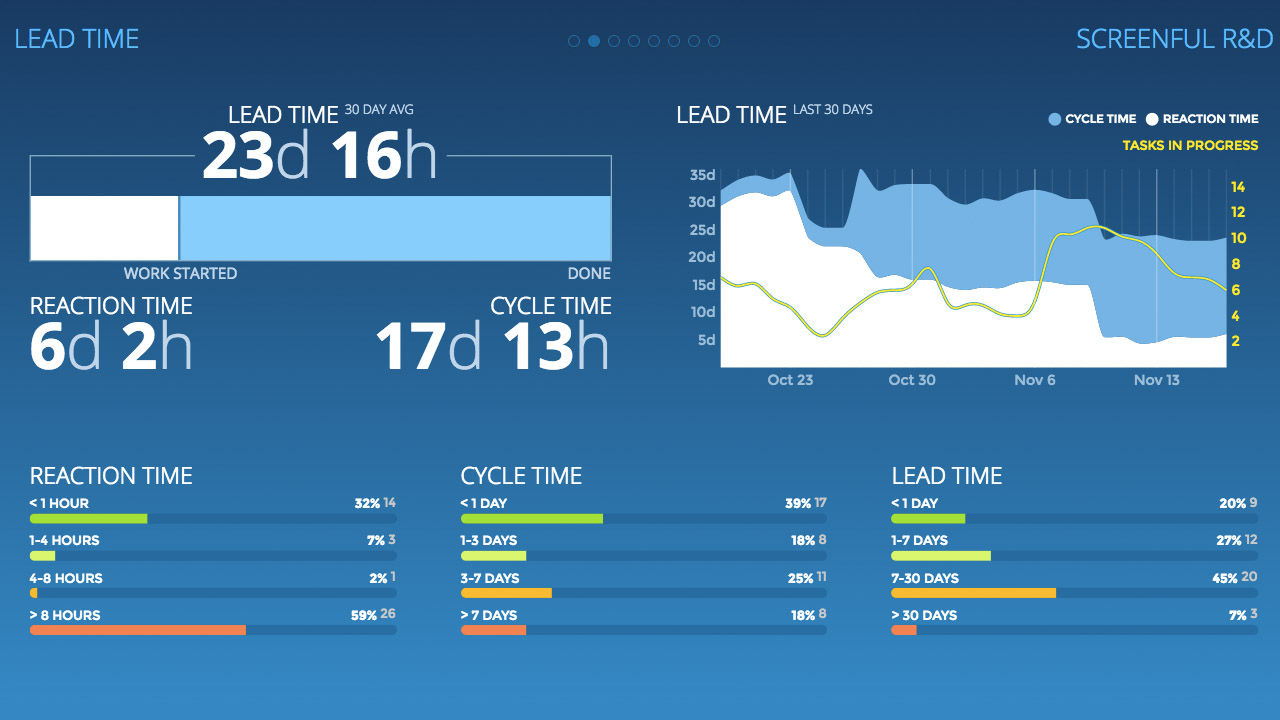 LEAD TIME
SCREENFUL R&D
LEAD TIME 30 DAY AVG
23d 16h
WORK STARTED
DONE
REACTION TIME
6d 2h
CYCLE TIME
17d 13h
LEAD TIME LAST 30 DAYS
CYCLE TIME REACTION TIME
TASKS IN PROGRESS
35d
30d
25d
20d
15d
10d
5d
14
12
10
8
6
4
2
Oct 23 Oct 30 Nov 6 Nov 13
REACTION TIME
< 1 HOUR 32% 14
1-4 HOURS 7% 3
4-8 HOURS 2% 1
> 8 HOURS 59% 26
CYCLE TIME
< 1 DAY 39% 17
1-3 DAYS 18% 8
3-7 DAYS 25% 11
> 7 DAYS 18% 8
LEAD TIME
< 1 DAY 20% 9
1-7 DAYS 27% 12
7-30 DAYS 45% 20
> 30 DAYS 7% 3